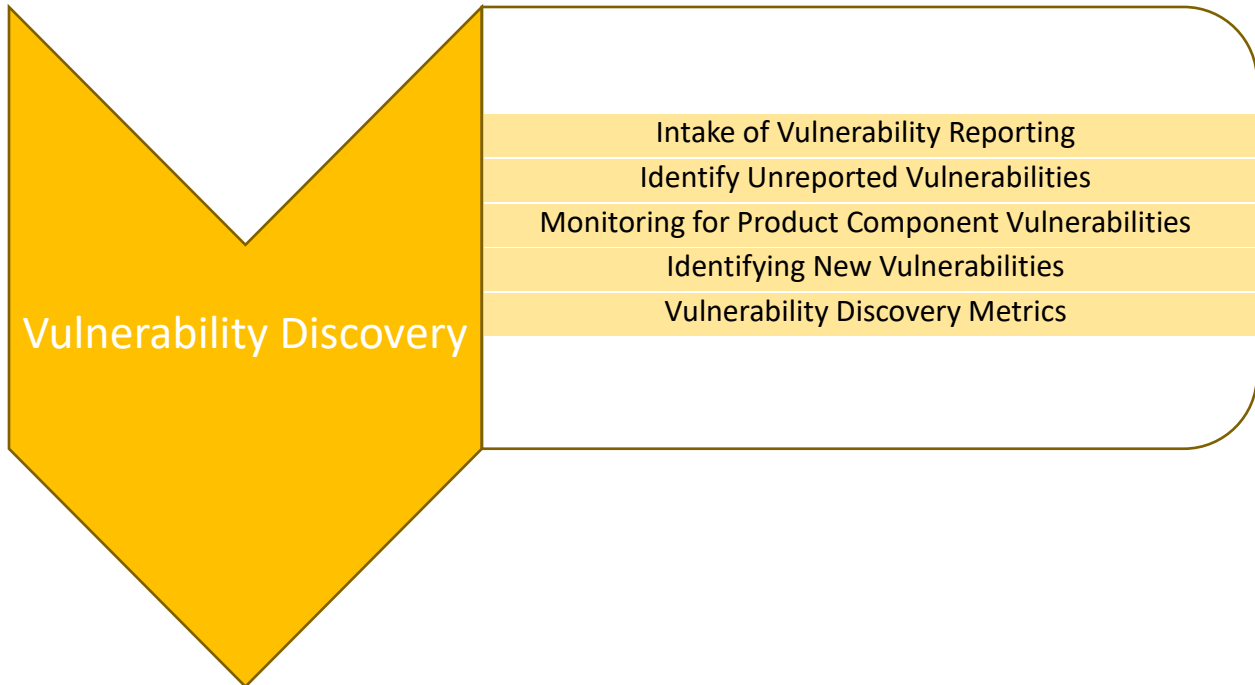 Vulnerability Discovery
Intake of Vulnerability Reporting
Identify Unreported Vulnerabilities
Monitoring for Product Component Vulnerabilities
Identifying New Vulnerabilities
Vulnerability Discovery Metrics